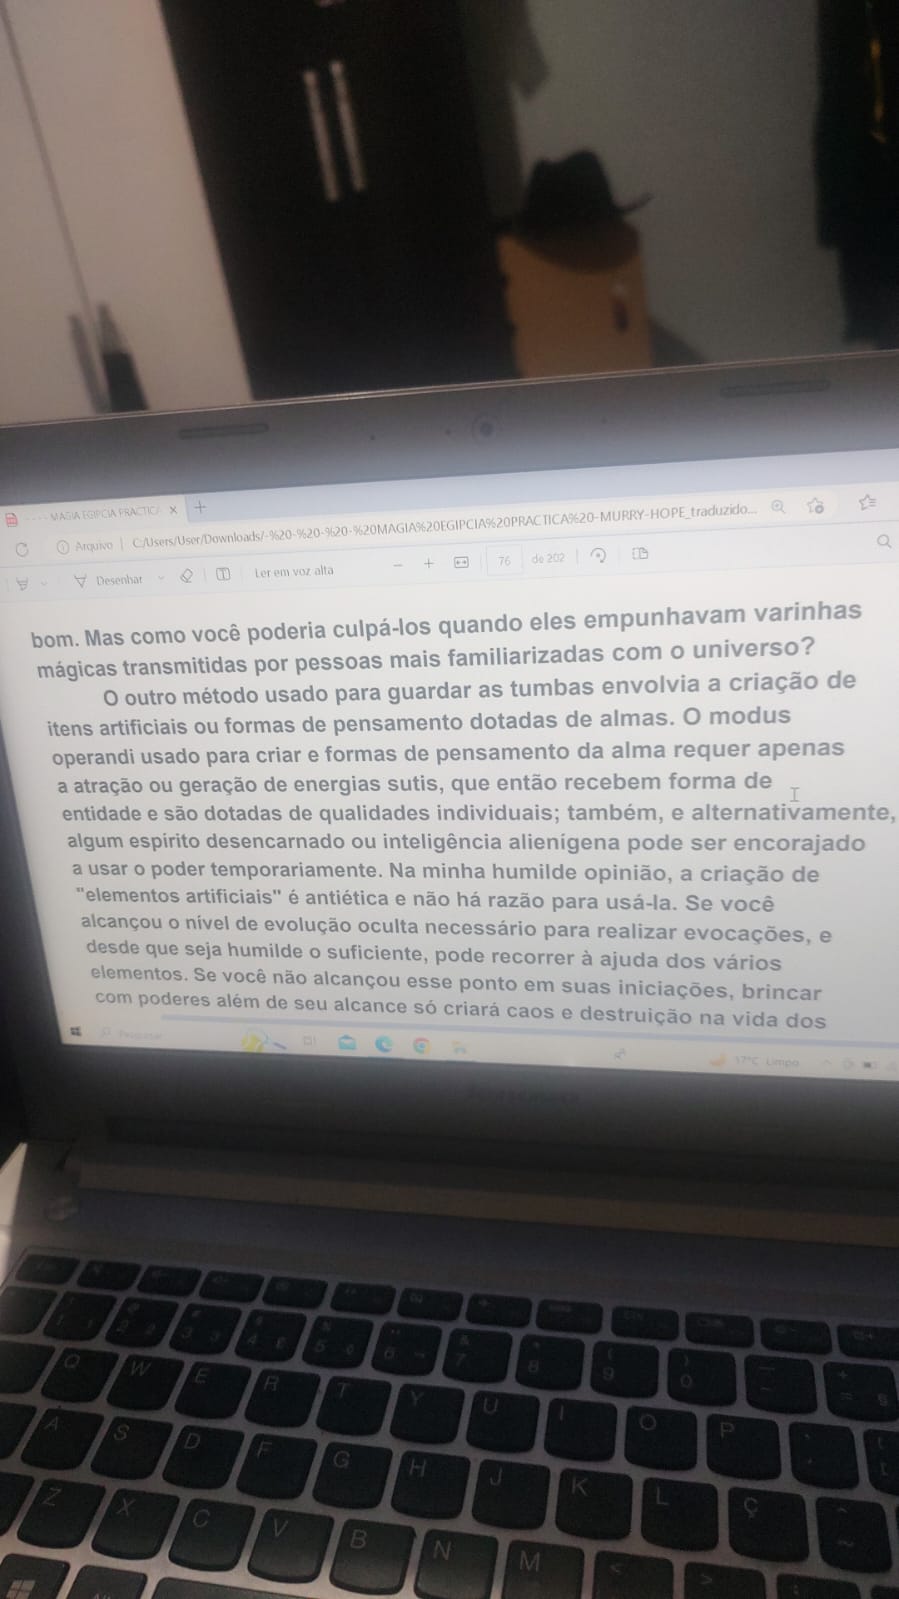 MAGIA EGIPCIA PRACTICA
Arquivo | C:/Users/User/Downloads/-%20-%20-%20-%20MAGIA%20EGIPCIA%20PRACTICA%20-MURRY-HOPE_traduzido...
Desenhar
Ler em voz alta
76 de 202
bom. Mas como você poderia culpá-los quando eles empunhavam varinhas
mágicas transmitidas por pessoas mais familiarizadas com o universo?
O outro método usado para guardar as tumbas envolvia a criação de
itens artificiais ou formas de pensamento dotadas de almas. O modus
operandi usado para criar e formas de pensamento da alma requer apenas
a atração ou geração de energias sutis, que então recebem forma de
entidade e são dotadas de qualidades individuais; também, e alternativamente,
algum espírito desencarnado ou inteligência alienígena pode ser encorajado
a usar o poder temporariamente. Na minha humilde opinião, a criação de
"elementos artificiais" é antiética e não há razão para usá-la. Se você
alcançou o nível de evolução oculta necessário para realizar evocações, e
desde que seja humilde o suficiente, pode recorrer à ajuda dos vários
elementos. Se você não alcançou esse ponto em suas iniciações, brincar
com poderes além de seu alcance só criará caos e destruição na vida dos
Pesquisar
17°C Limpo
7 8 9 0
Q W E R T Y U I O P
A S D F G H J K L Ç
Z X C V B N M < >